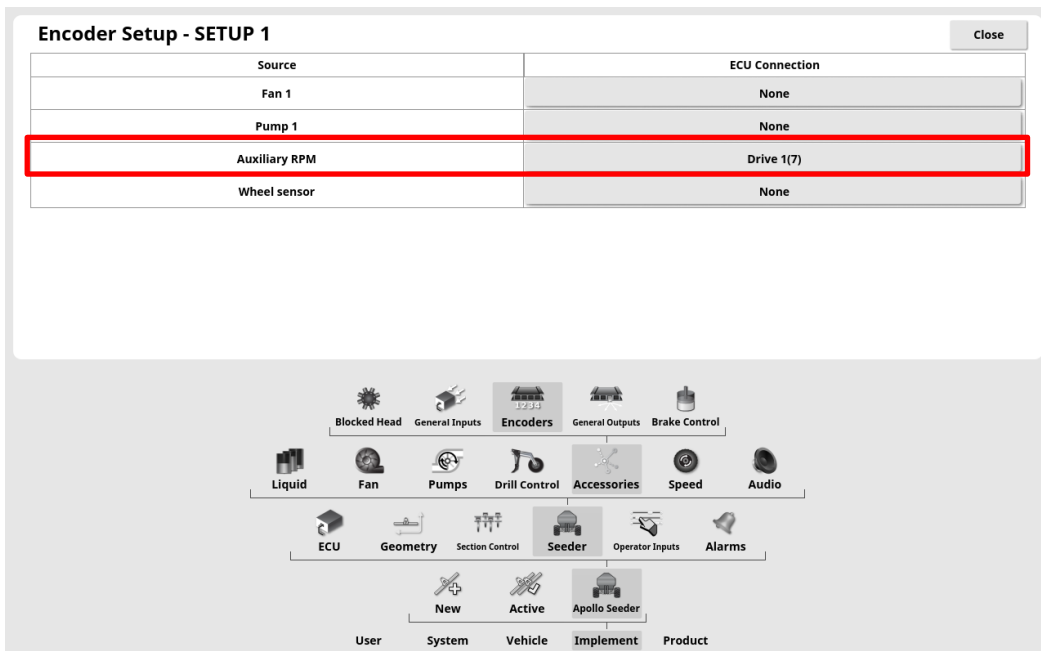 Encoder Setup - SETUP 1
Close
Source ECU Connection
Fan 1 None
Pump 1 None
Auxiliary RPM Drive 1(7)
Wheel sensor None
1234
Blocked Head General Inputs Encoders General Outputs Brake Control
Liquid Fan Pumps Drill Control Accessories Speed Audio
ECU Geometry Section Control Seeder Operator Inputs Alarms
New Active Apollo Seeder
User System Vehicle Implement Product